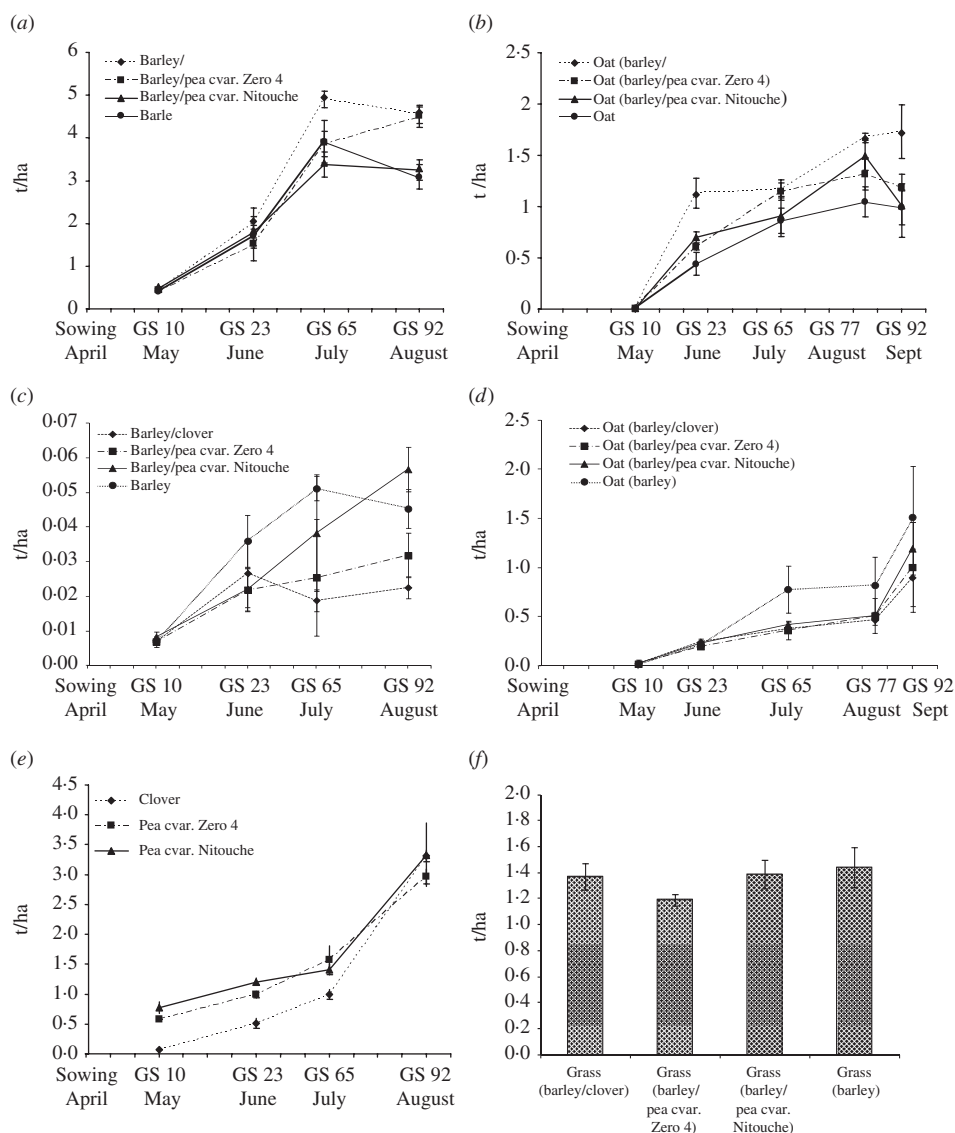 (a)
6
5
4
3
2
1
0
t/ha
Barley/
Barley/pea cvar. Zero 4
Barley/pea cvar. Nitouche
Barle
Sowing GS 10 GS 23 GS 65 GS 92
April May June July August
(b)
2·5
2
1·5
1
0·5
0
t /ha
Oat (barley/
Oat (barley/pea cvar. Zero 4)
Oat (barley/pea cvar. Nitouche)
Oat
Sowing GS 10 GS 23 GS 65 GS 77 GS 92
April May June July August Sept
(c)
0·07
0·06
0·05
0·04
0·03
0·02
0·01
0·00
t/ha
Barley/clover
Barley/pea cvar. Zero 4
Barley/pea cvar. Nitouche
Barley
Sowing GS 10 GS 23 GS 65 GS 92
April May June July August
(d)
2·5
2·0
1·5
1·0
0·5
0·0
t/ha
Oat (barley/clover)
Oat (barley/pea cvar. Zero 4)
Oat (barley/pea cvar. Nitouche)
Oat (barley)
Sowing GS 10 GS 23 GS 65 GS 77 GS 92
April May June July August Sept
(e)
4·5
4·0
3·5
3·0
2·5
2·0
1·5
1·0
0·5
0·0
t/ha
Clover
Pea cvar. Zero 4
Pea cvar. Nitouche
Sowing GS 10 GS 23 GS 65 GS 92
April May June July August
(f)
2·0
1·8
1·6
1·4
1·2
1·0
0·8
0·6
0·4
0·2
0·0
t/ha
Grass Grass Grass Grass
(barley/clover) (barley/ (barley/ (barley)
pea cvar. pea cvar.
Zero 4) Nitouche)